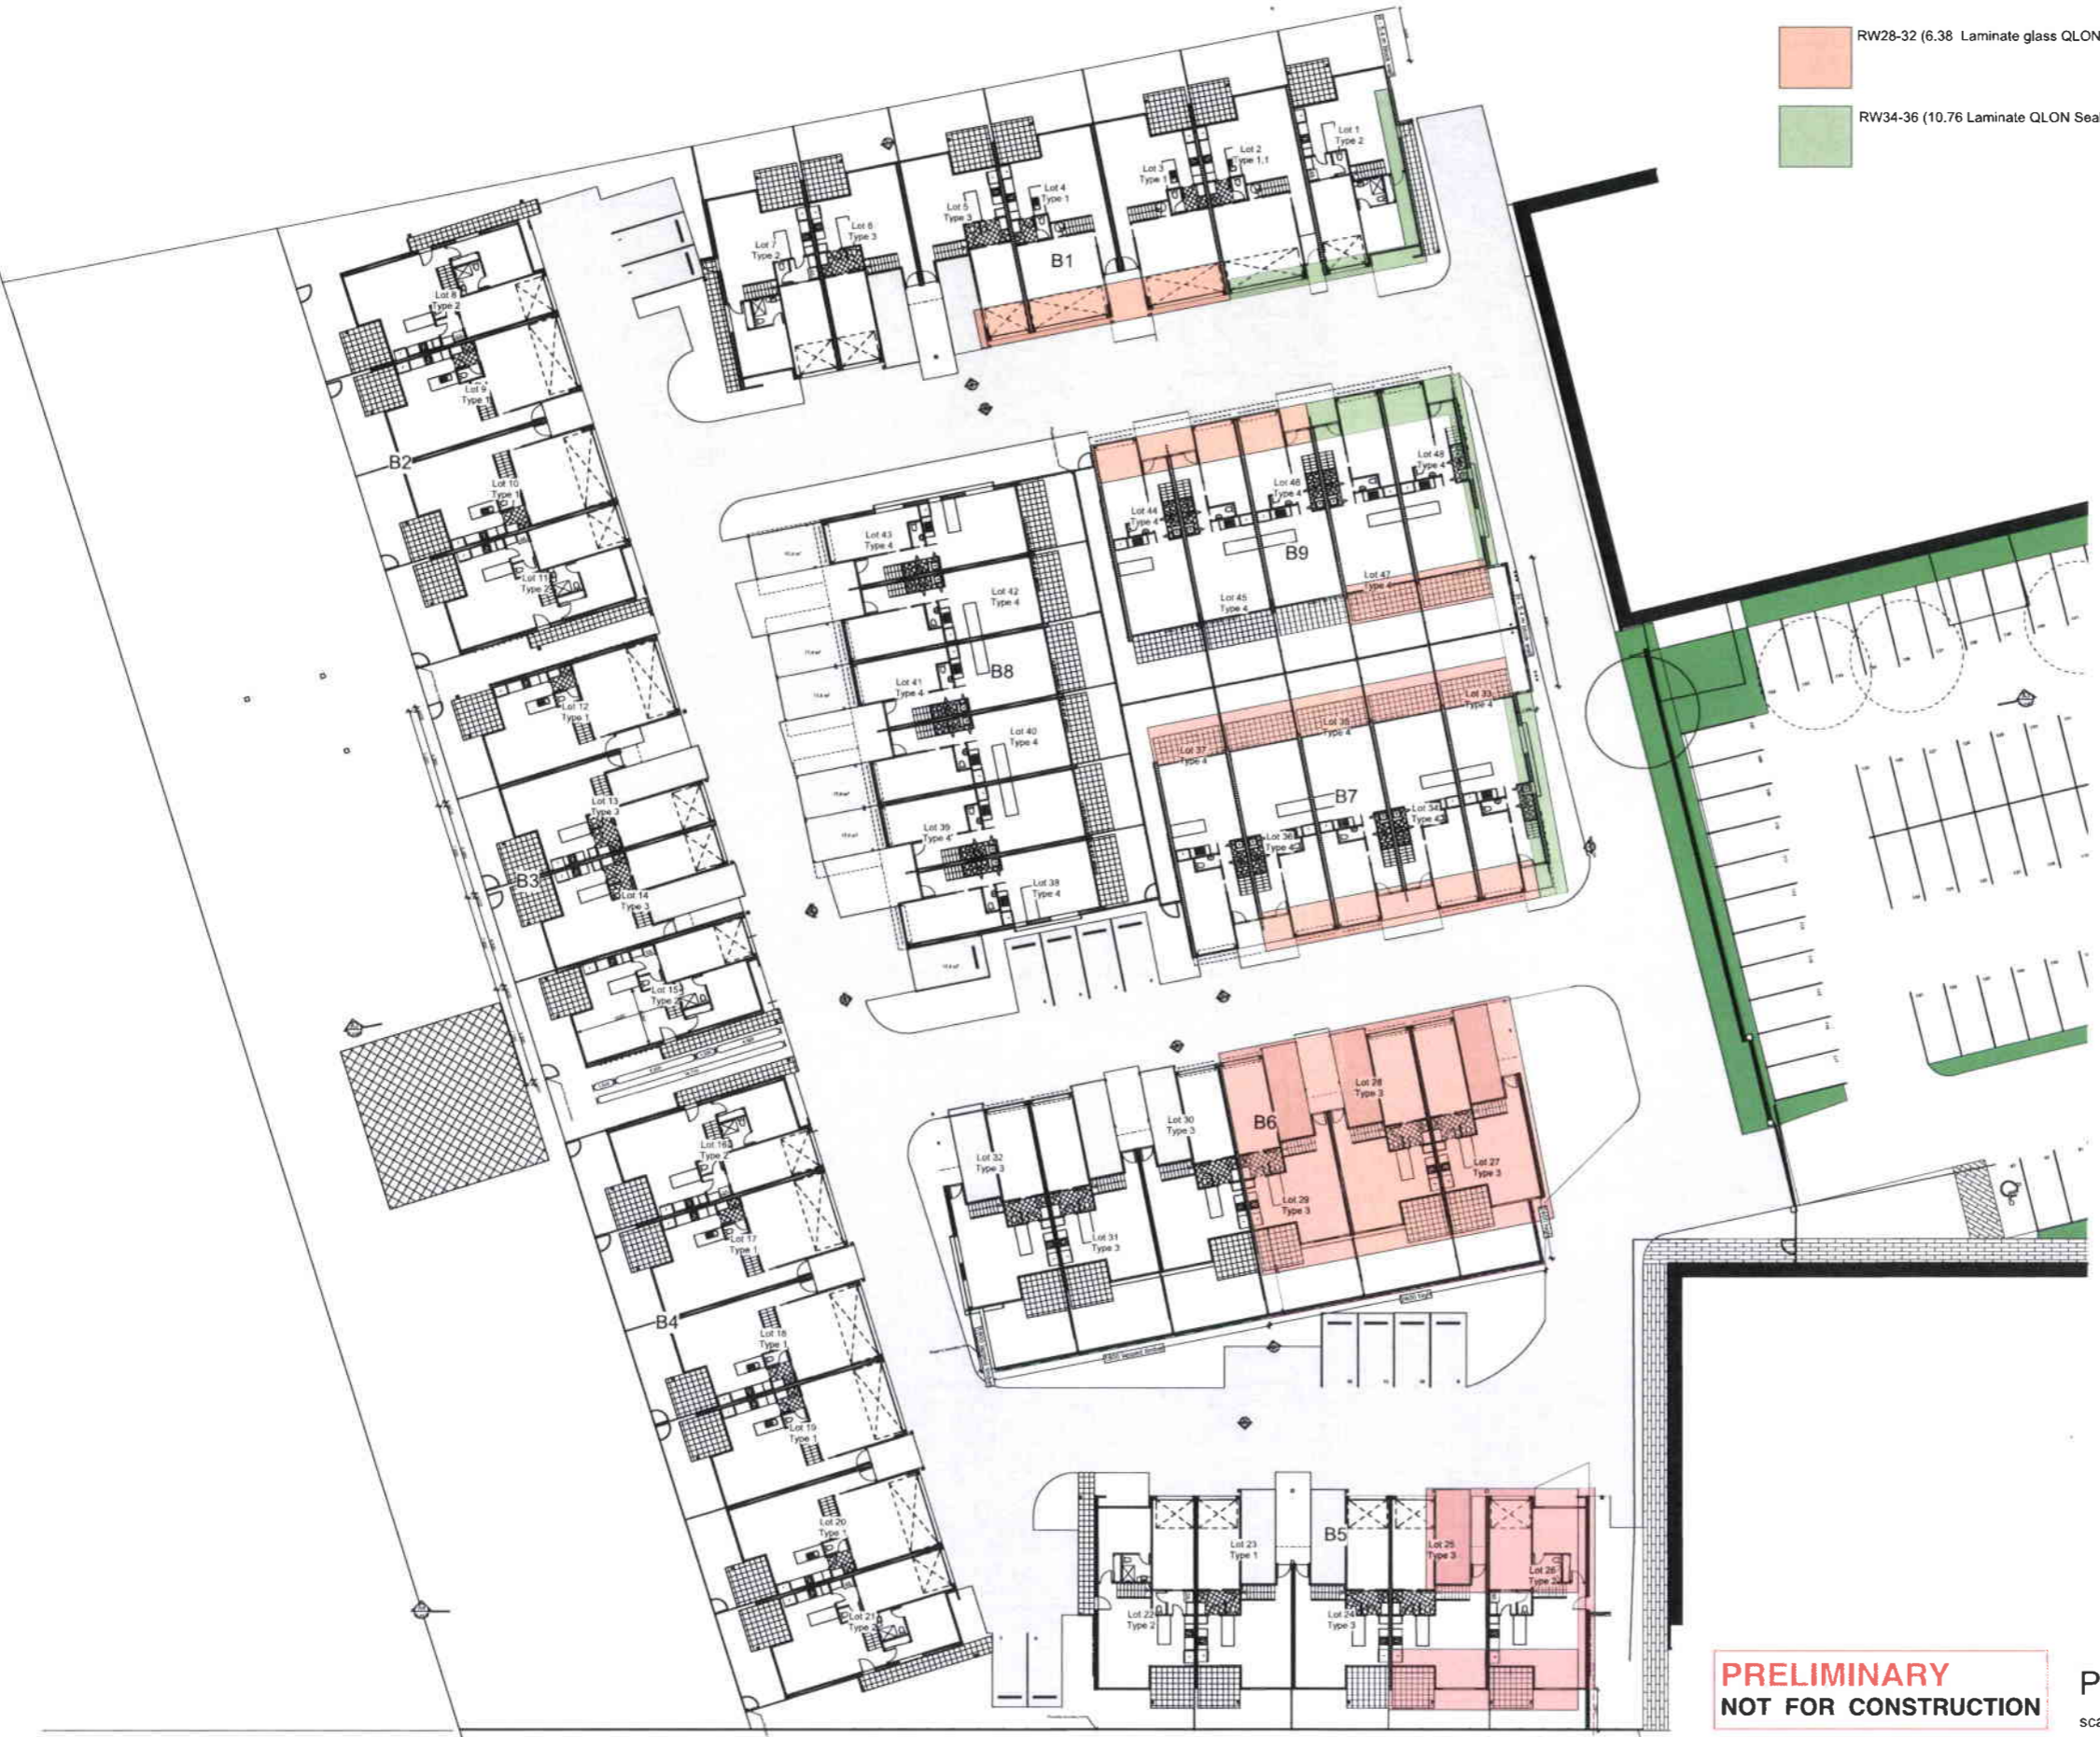 RW28-32 (6.38 Laminate glass QLON
RW34-36 (10.76 Laminate QLON Sea
Lot 1
Type 2
Lot 2
Type 1.1
Lot 3
Type 1
Lot 4
Type 1
Lot 5
Type 3
Lot 6
Type 3
Lot 7
Type 2
B1
Lot 8
Type 2
Lot 9
Type 1
B2
Lot 10
Type 1
Lot 11
Type 2
Lot 12
Type 1
Lot 13
Type 3
B3
Lot 14
Type 3
Lot 15
Type 2
Lot 16
Type 2
Lot 17
Type 1
B4
Lot 18
Type 1
Lot 19
Type 1
Lot 20
Type 1
Lot 21
Type 2
Lot 43
Type 4
Lot 42
Type 4
Lot 41
Type 4
B8
Lot 40
Type 4
Lot 39
Type 4
Lot 38
Type 4
Lot 44
Type 4
Lot 46
Type 4
Lot 48
Type 4
B9
Lot 45
Type 4
Lot 47
Type 4
Lot 37
Type 4
Lot 35
Type 4
Lot 33
Type 4
B7
Lot 36
Type 4
Lot 34
Type 4
Lot 32
Type 3
Lot 30
Type 3
B6
Lot 28
Type 3
Lot 27
Type 3
Lot 29
Type 3
Lot 31
Type 3
B5
Lot 23
Type 1
Lot 25
Type 3
Lot 26
Type 2
Lot 22
Type 2
Lot 24
Type 3
PRELIMINARY
NOT FOR CONSTRUCTION
P
sca